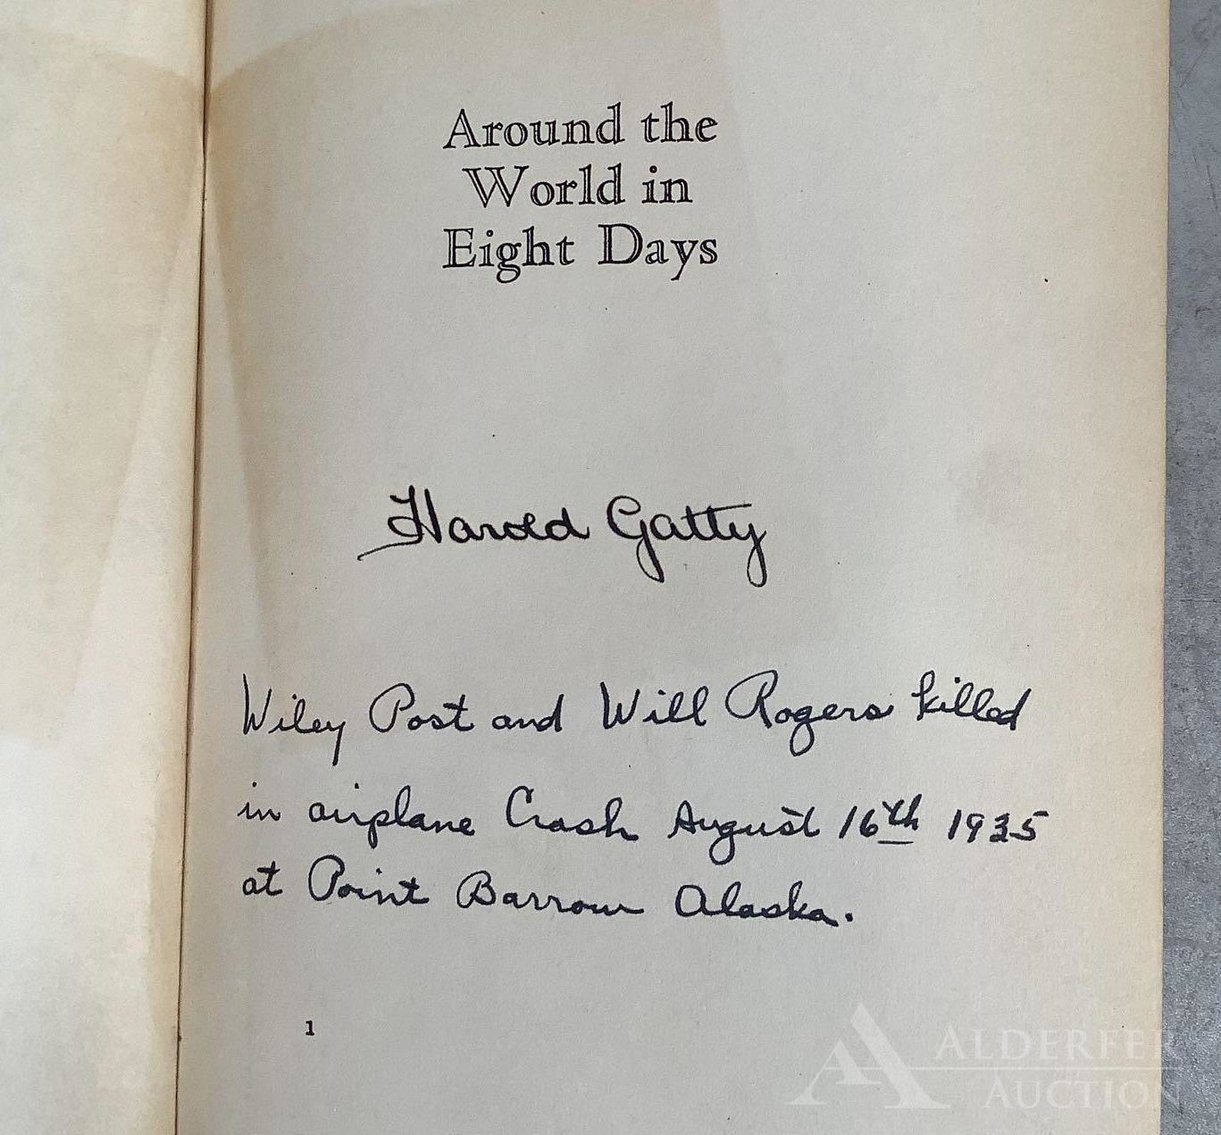 Around the
World in
Eight Days
Harold Gatty
Wiley Post and Will Rogers killed
in airplane Crash August 16th 1935
at Point Barrow Alaska.
1
ALDERFER
AUCTION